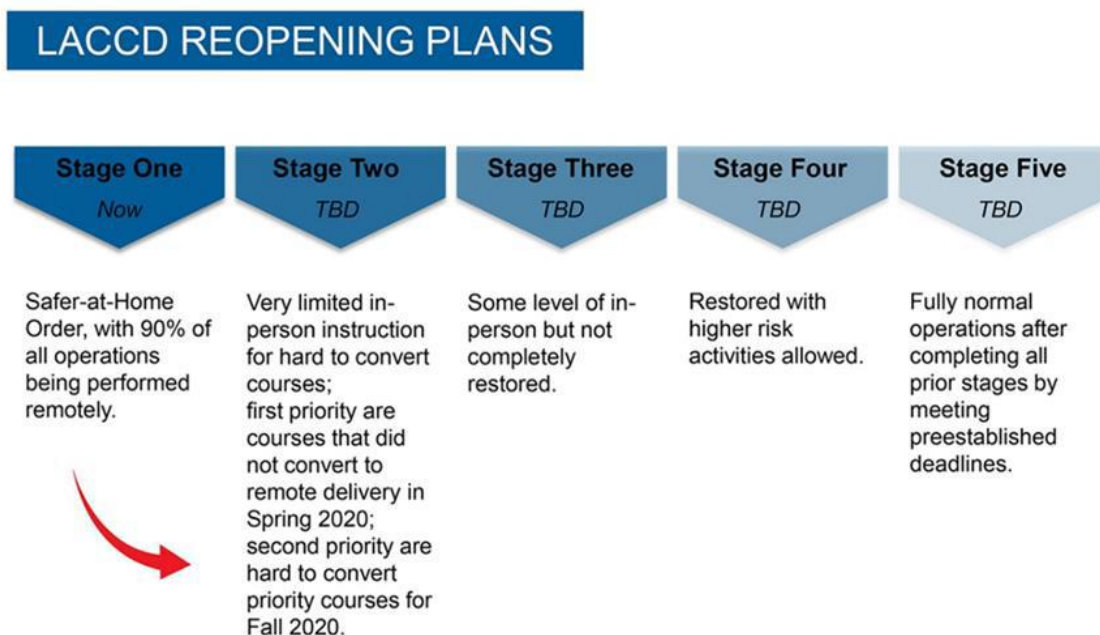 LACCD REOPENING PLANS
Stage One
Now
Stage Two
TBD
Stage Three
TBD
Stage Four
TBD
Stage Five
TBD
Safer-at-Home
Order, with 90% of
all operations
being performed
remotely.
Very limited in-
person instruction
for hard to convert
courses;
first priority are
courses that did
not convert to
remote delivery in
Spring 2020;
second priority are
hard to convert
priority courses for
Fall 2020.
Some level of in-
person but not
completely
restored.
Restored with
higher risk
activities allowed.
Fully normal
operations after
completing all
prior stages by
meeting
preestablished
deadlines.